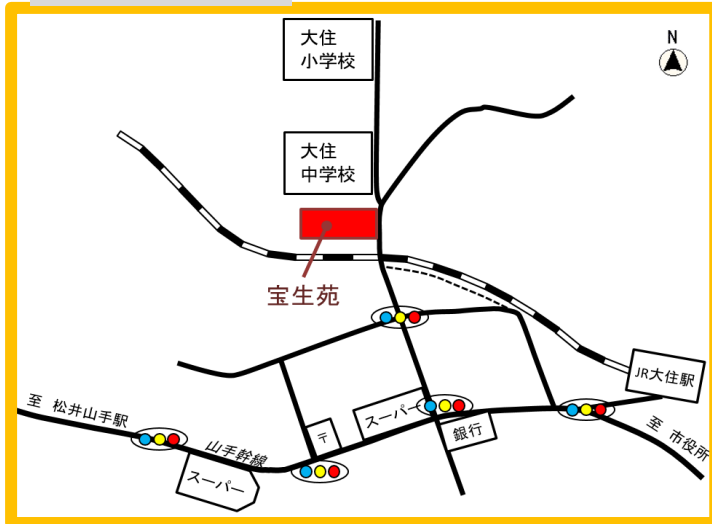 大住
小学校
N
大住
中学校
宝生苑
JR大住駅
至 松井山手駅
スーパー
銀行
至 市役所
〒
山手幹線
スーパー